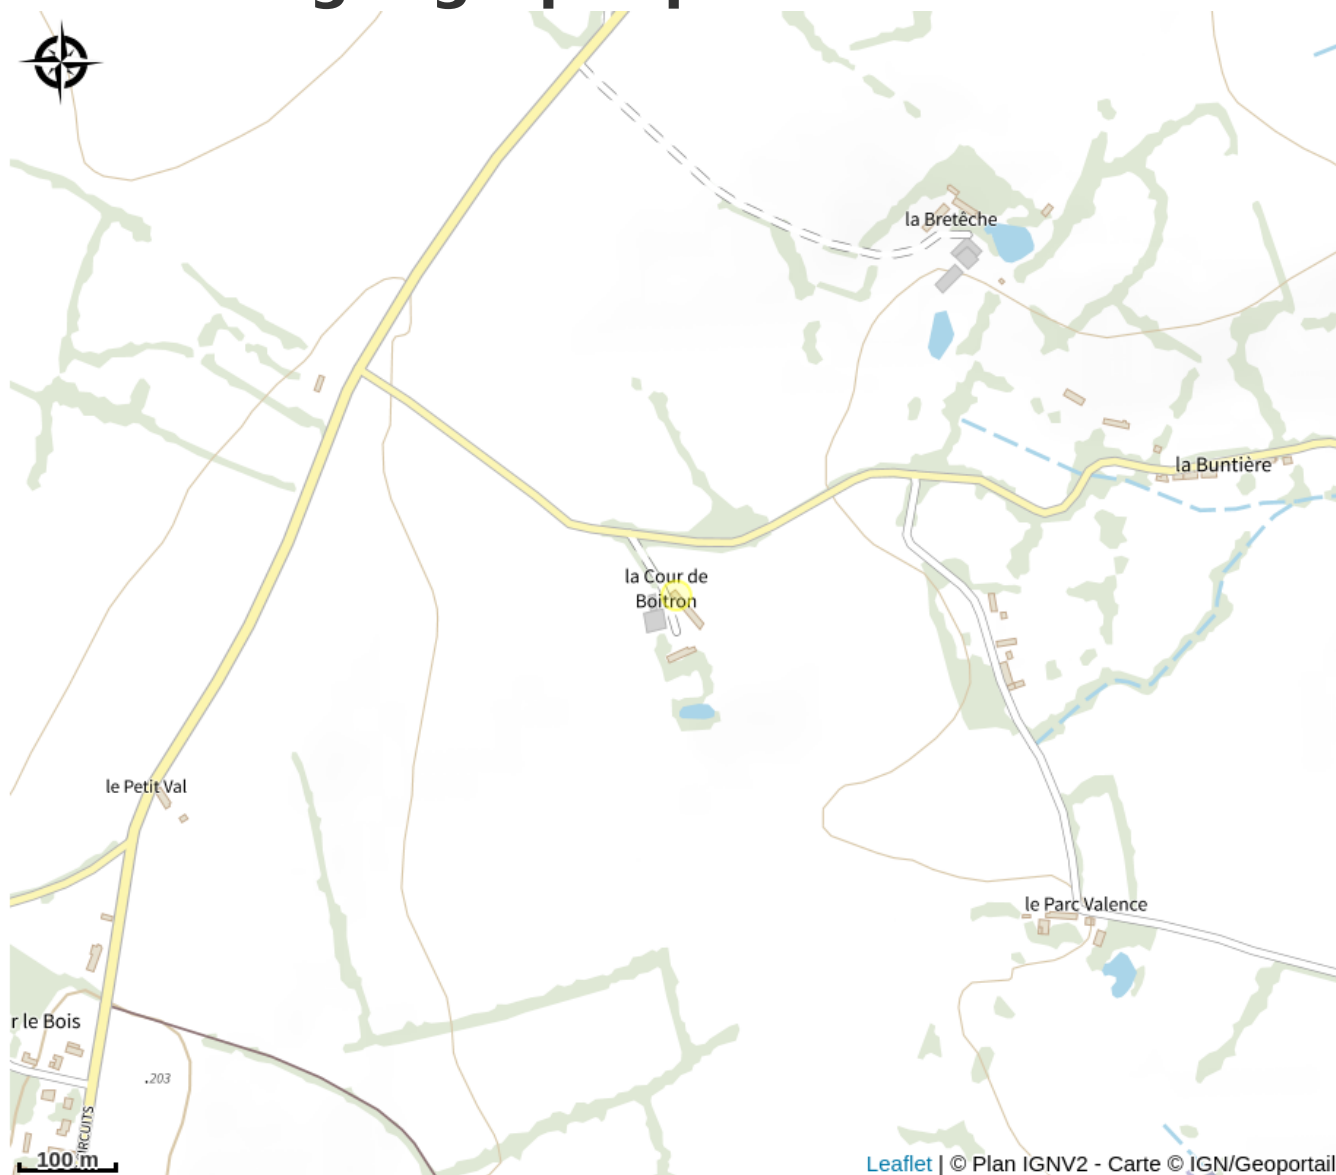 la Bretêche
la Buntière
la Cour de
Boitron
le Petit Val
le Parc Valence
r le Bois
.203
100 m
Leaflet | © Plan IGNV2 - Carte © IGN/Geoportail